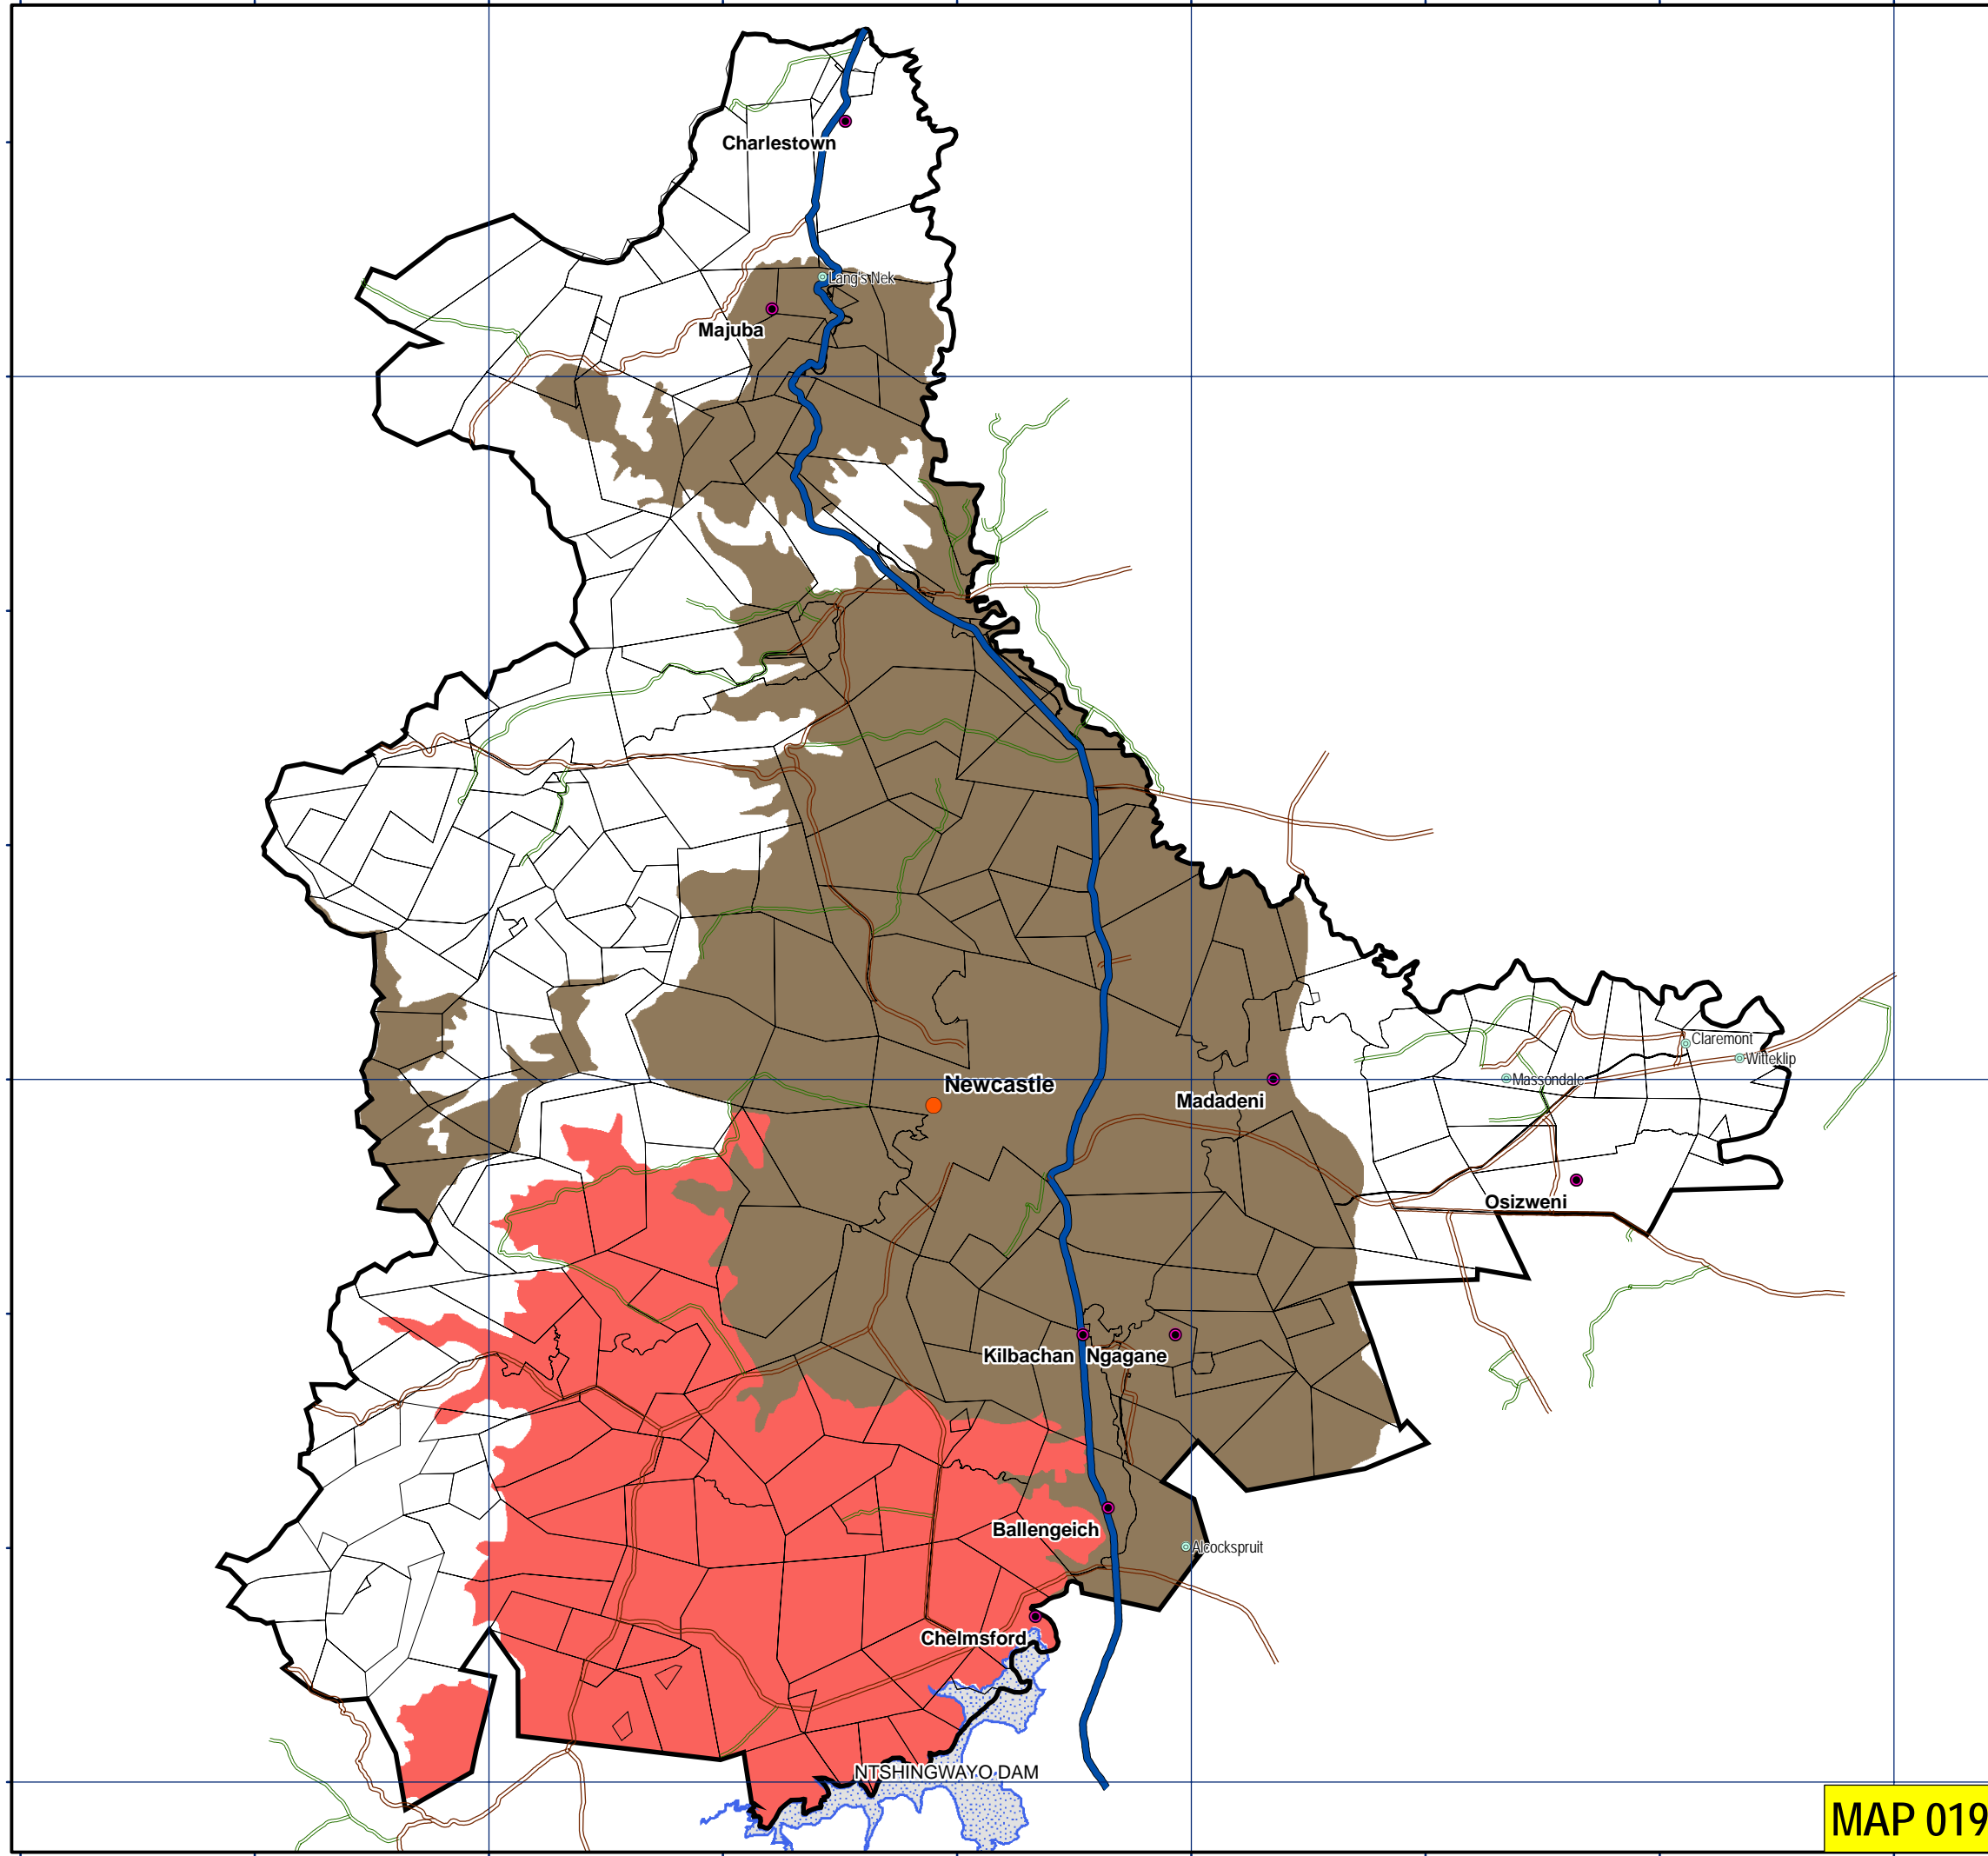 Charlestown
Lang's Nek
Majuba
Claremont
Witteklip
Massondale
Newcastle
Madadeni
Osizweni
Kilbachan
Ngagane
Ballengeich
Alcockspruit
Chelmsford
NTSHINGWAYO DAM
MAP 019